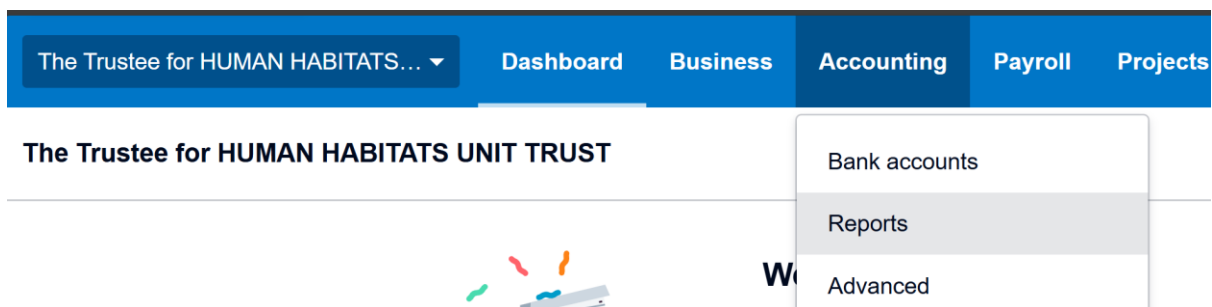 The Trustee for HUMAN HABITATS… Dashboard Business Accounting Payroll Projects
The Trustee for HUMAN HABITATS UNIT TRUST
Bank accounts
Reports
Advanced